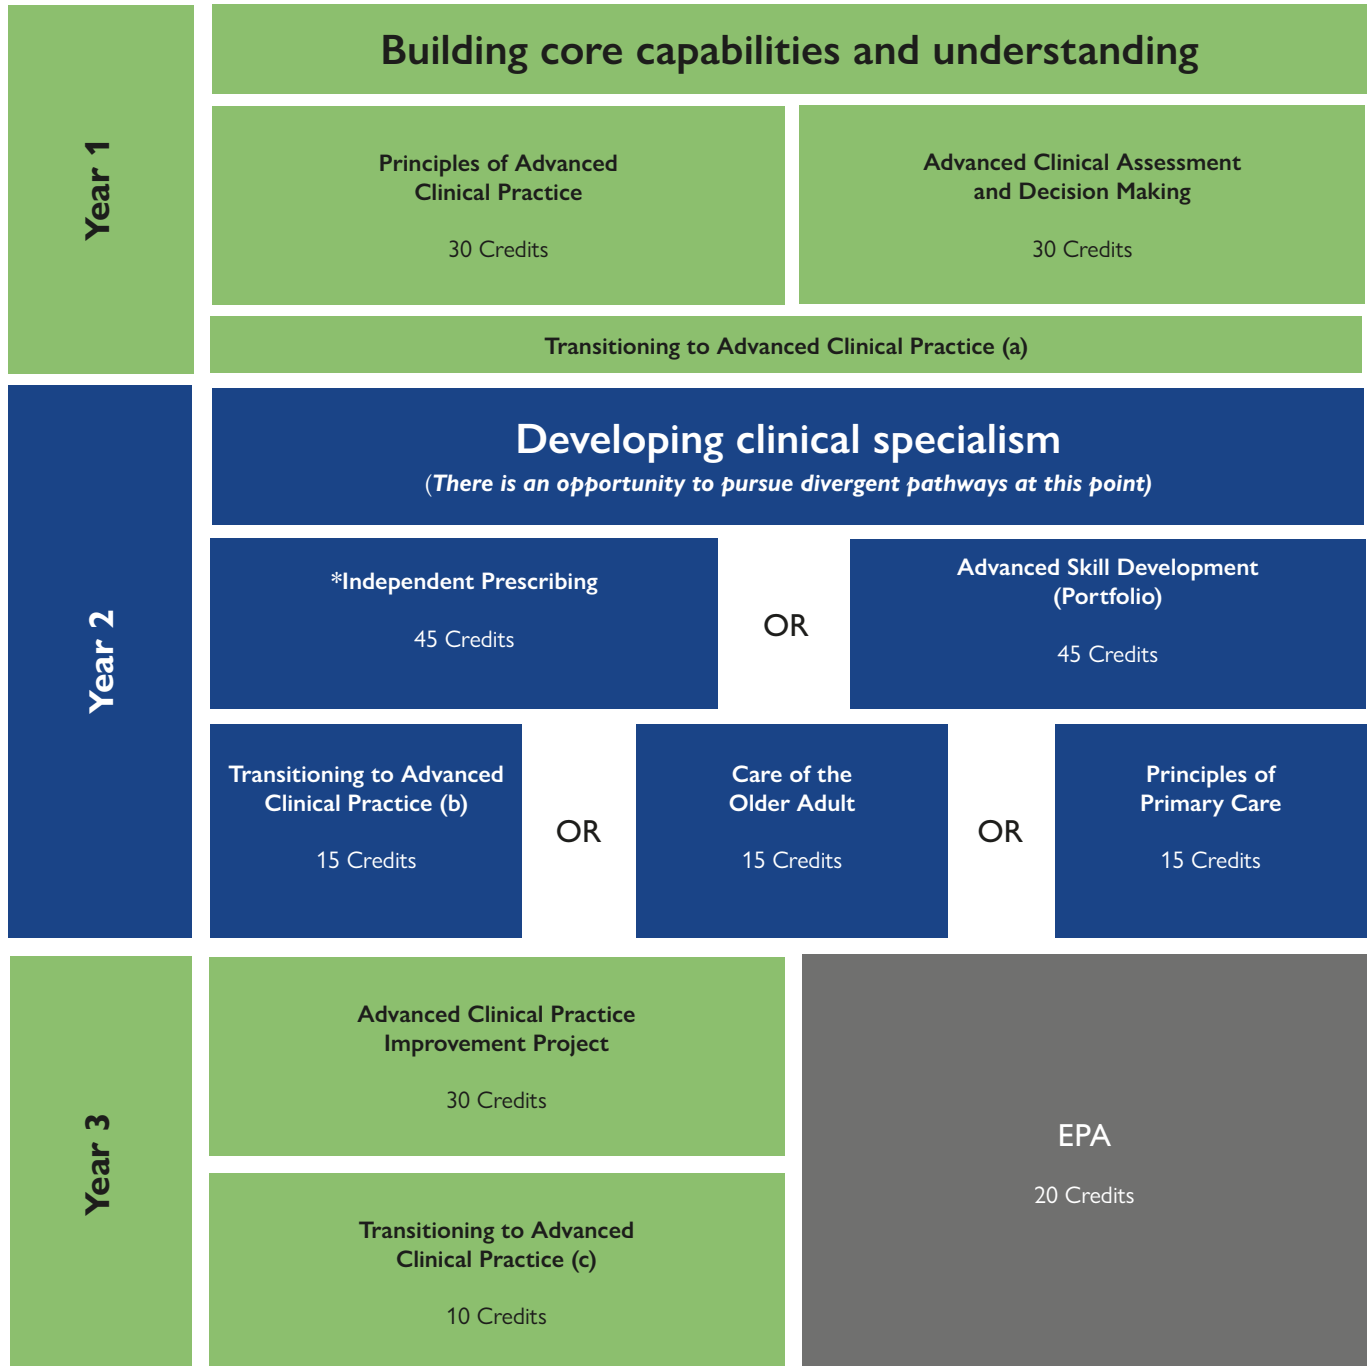 Year 1
Building core capabilities and understanding
Principles of Advanced
Clinical Practice
30 Credits
Advanced Clinical Assessment
and Decision Making
30 Credits
Transitioning to Advanced Clinical Practice (a)
Year 2
Developing clinical specialism
(There is an opportunity to pursue divergent pathways at this point)
*Independent Prescribing
45 Credits
OR
Advanced Skill Development
(Portfolio)
45 Credits
Transitioning to Advanced
Clinical Practice (b)
15 Credits
OR
Care of the
Older Adult
15 Credits
OR
Principles of
Primary Care
15 Credits
Year 3
Advanced Clinical Practice
Improvement Project
30 Credits
Transitioning to Advanced
Clinical Practice (c)
10 Credits
EPA
20 Credits